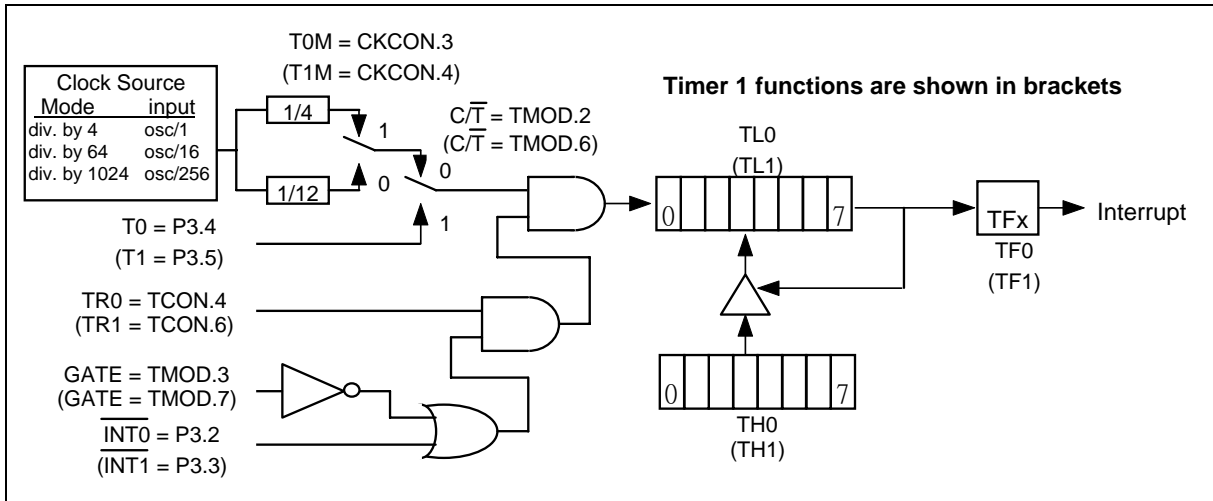 T0M = CKCON.3
(T1M = CKCON.4)
Clock Source
Mode input
div. by 4 osc/1
div. by 64 osc/16
div. by 1024 osc/256
1/4
1
0
1/12
C/T̅ = TMOD.2
(C/T̅ = TMOD.6)
0
1
T0 = P3.4
(T1 = P3.5)
TR0 = TCON.4
(TR1 = TCON.6)
GATE = TMOD.3
(GATE = TMOD.7)
I̅N̅T̅0̅ = P3.2
(I̅N̅T̅1̅ = P3.3)
Timer 1 functions are shown in brackets
TL0
(TL1)
0 7
TFx
Interrupt
TF0
(TF1)
0 7
TH0
(TH1)